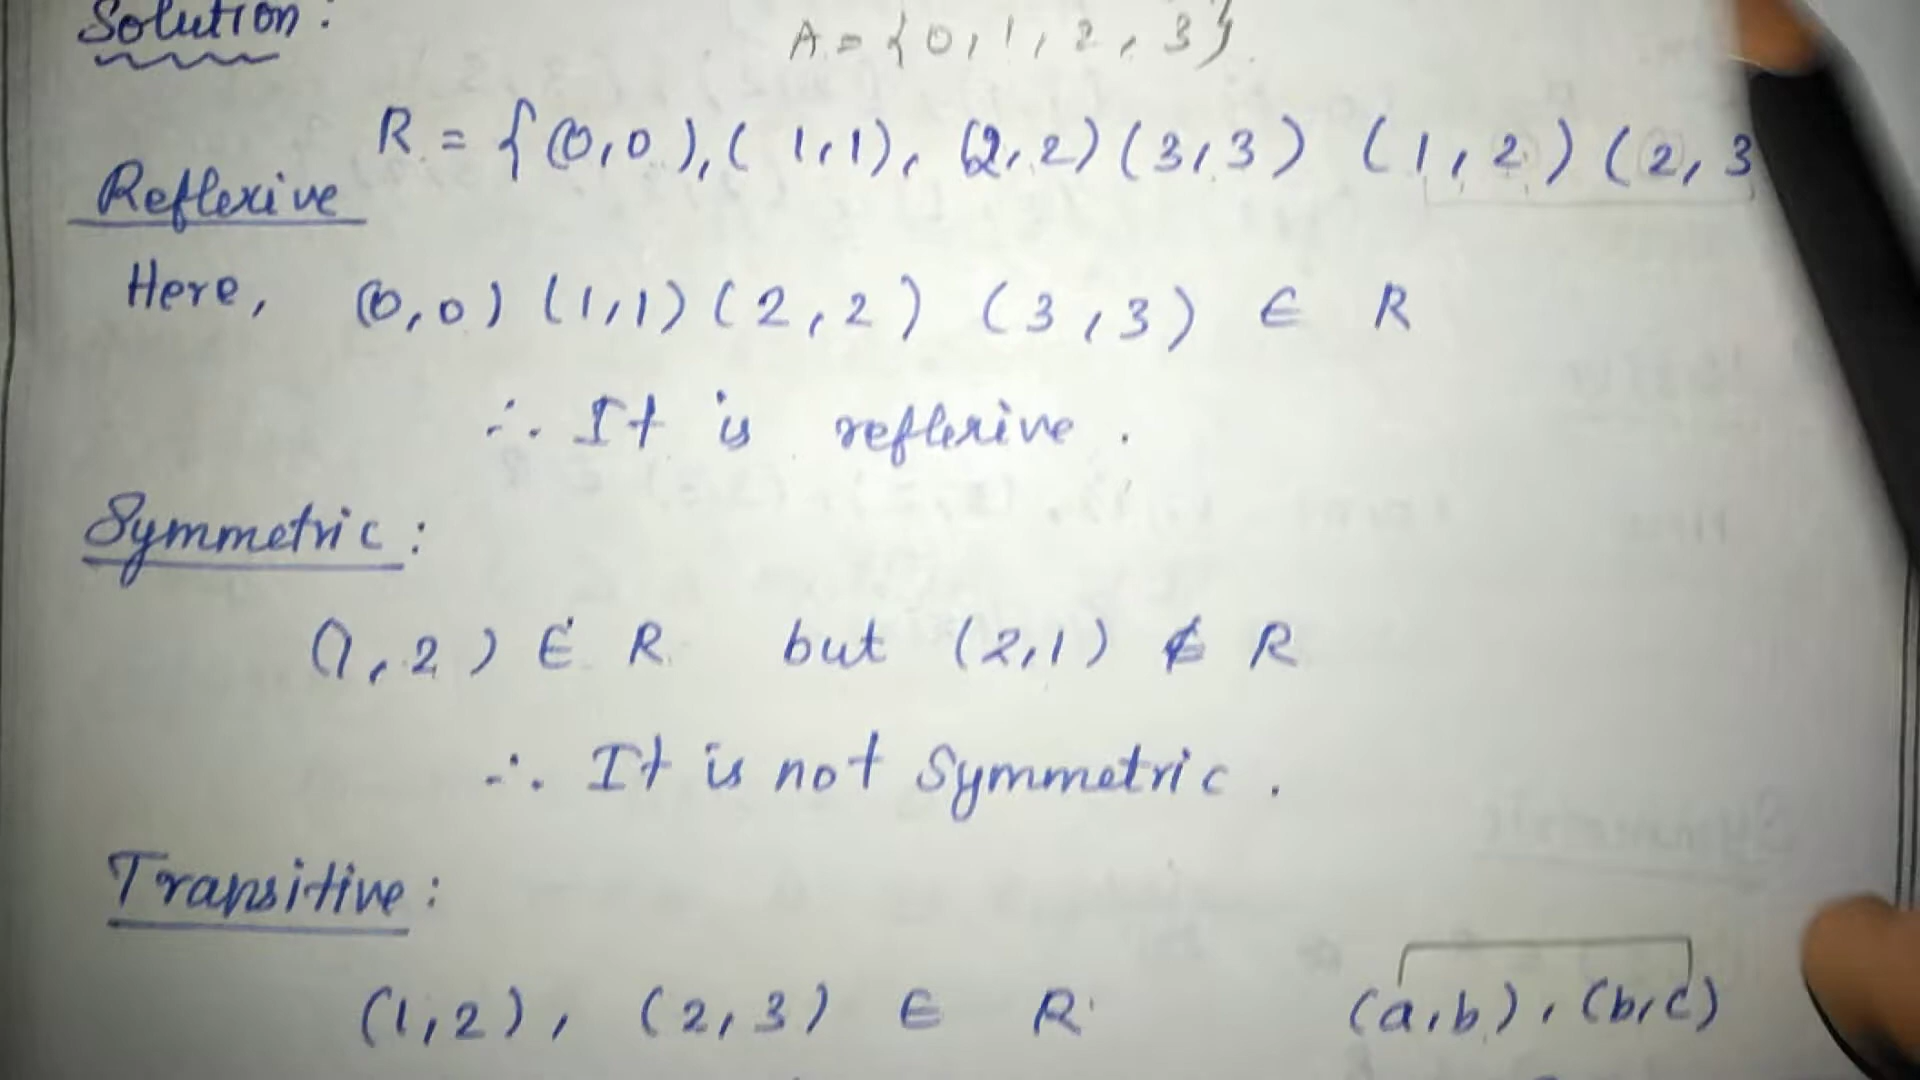 Solution:
A = {0, 1, 2, 3}
R = {(0,0), (1,1), (2,2) (3,3) (1,2) (2,3
Reflexive
Here, (0,0) (1,1) (2,2) (3,3) ∈ R
∴ It is reflexive.
Symmetric:
(1,2) ∈ R but (2,1) ∉ R
∴ It is not Symmetric.
Transitive:
(1,2), (2,3) ∈ R (a,b), (b,c)